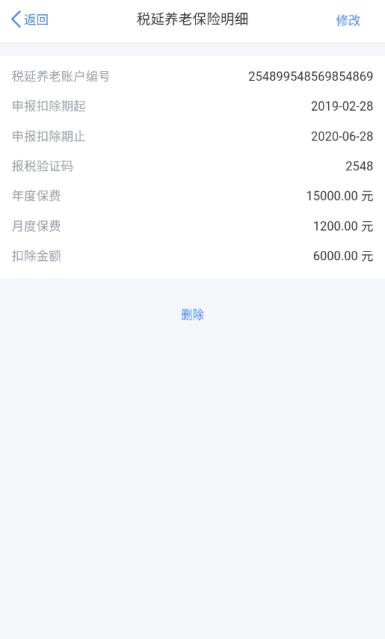 返回 税延养老保险明细 修改
税延养老账户编号 254899548569854869
申报扣除期起 2019-02-28
申报扣除期止 2020-06-28
报税验证码 2548
年度保费 15000.00 元
月度保费 1200.00 元
扣除金额 6000.00 元
删除